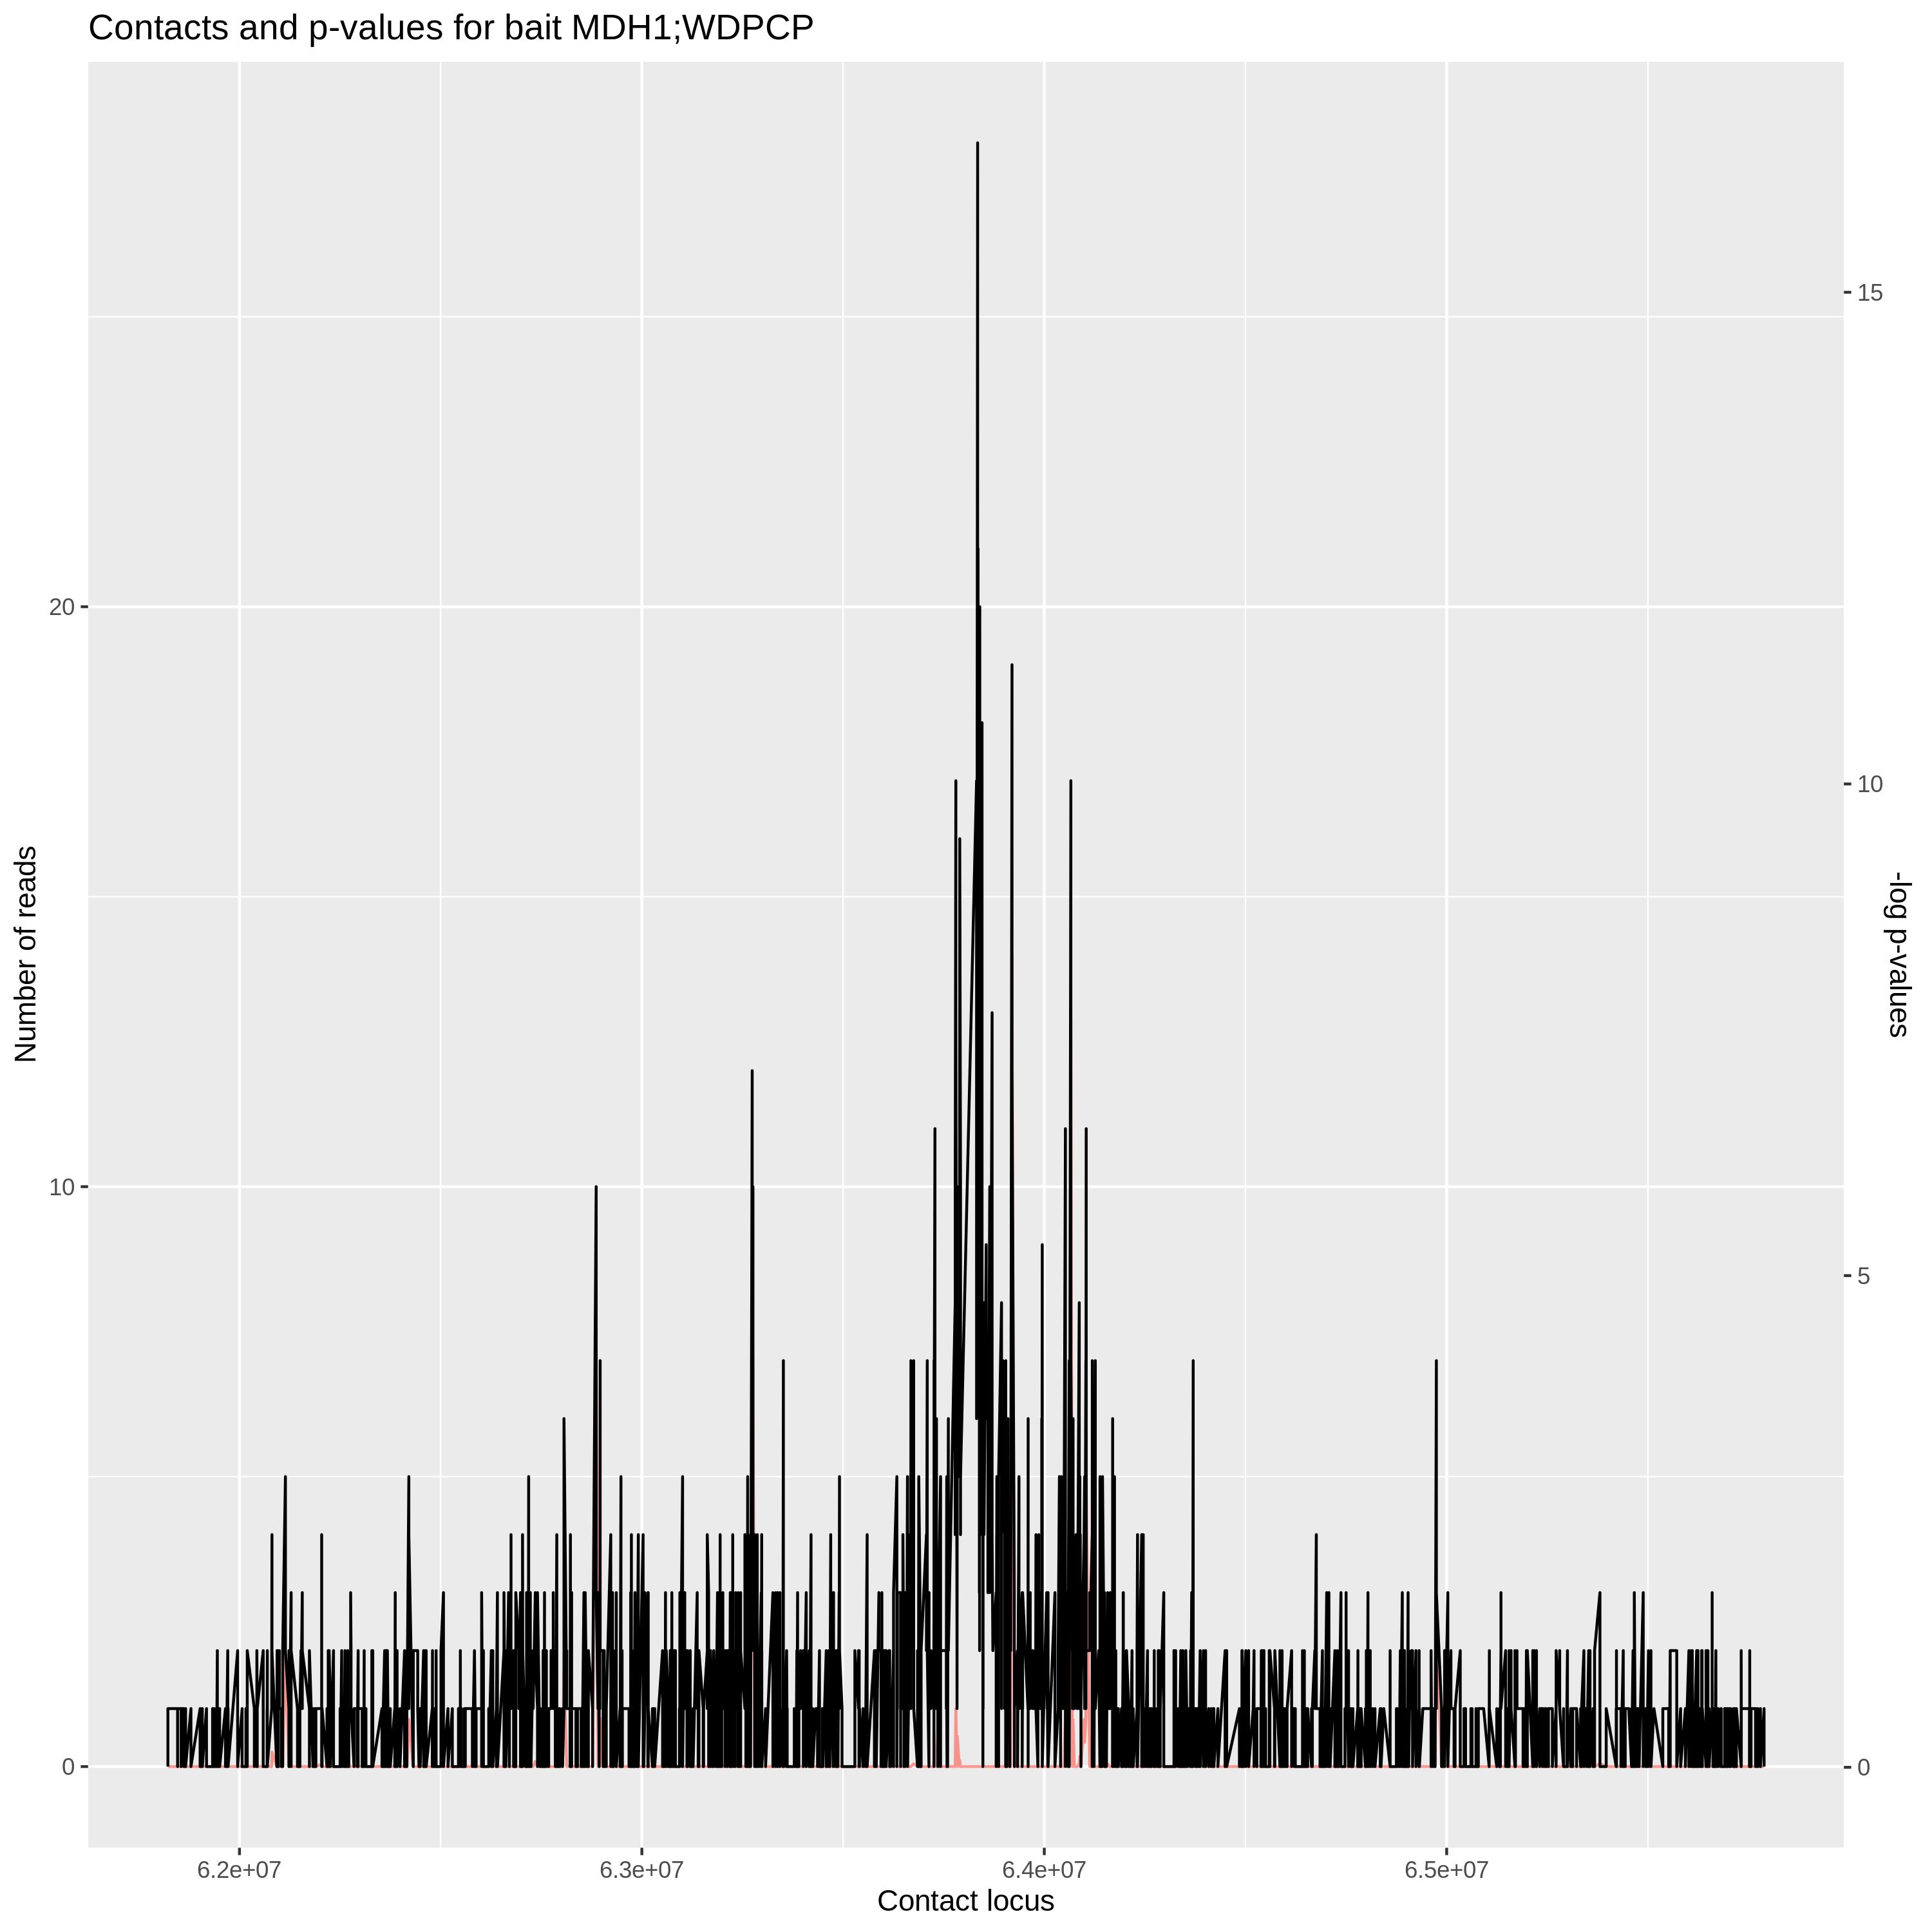 Contacts and p-values for bait MDH1;WDPCP
Number of reads
20
10
0
15
10
5
0
-log p-values
6.2e+07
6.3e+07
6.4e+07
6.5e+07
Contact locus